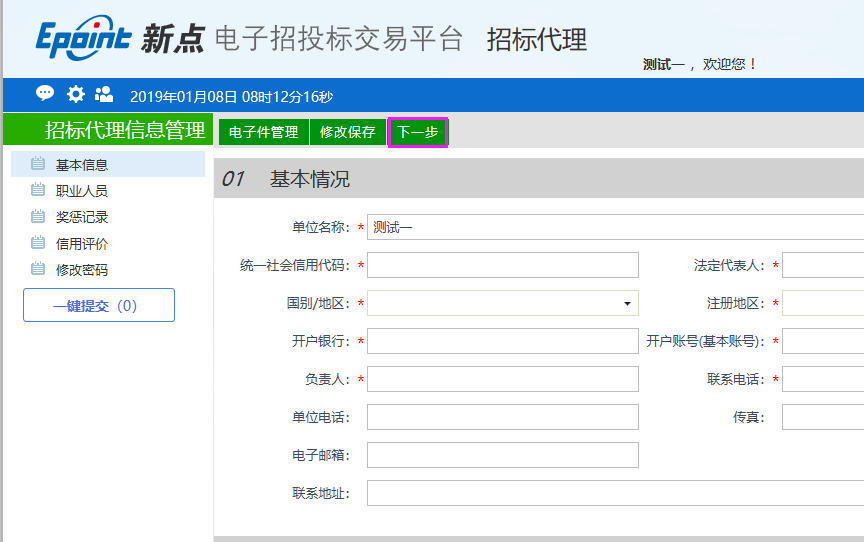 Epoint 新点 电子招投标交易平台 招标代理
测试一 ，欢迎您！
2019年01月08日 08时12分16秒
招标代理信息管理
电子件管理 修改保存 下一步
基本信息
职业人员
奖惩记录
信用评价
修改密码
一键提交（0）
01 基本情况
单位名称：* 测试一
统一社会信用代码：* 法定代表人：*
国别/地区：* 注册地区：*
开户银行：* 开户账号(基本账号)：*
负责人：* 联系电话：*
单位电话： 传真：
电子邮箱：
联系地址：